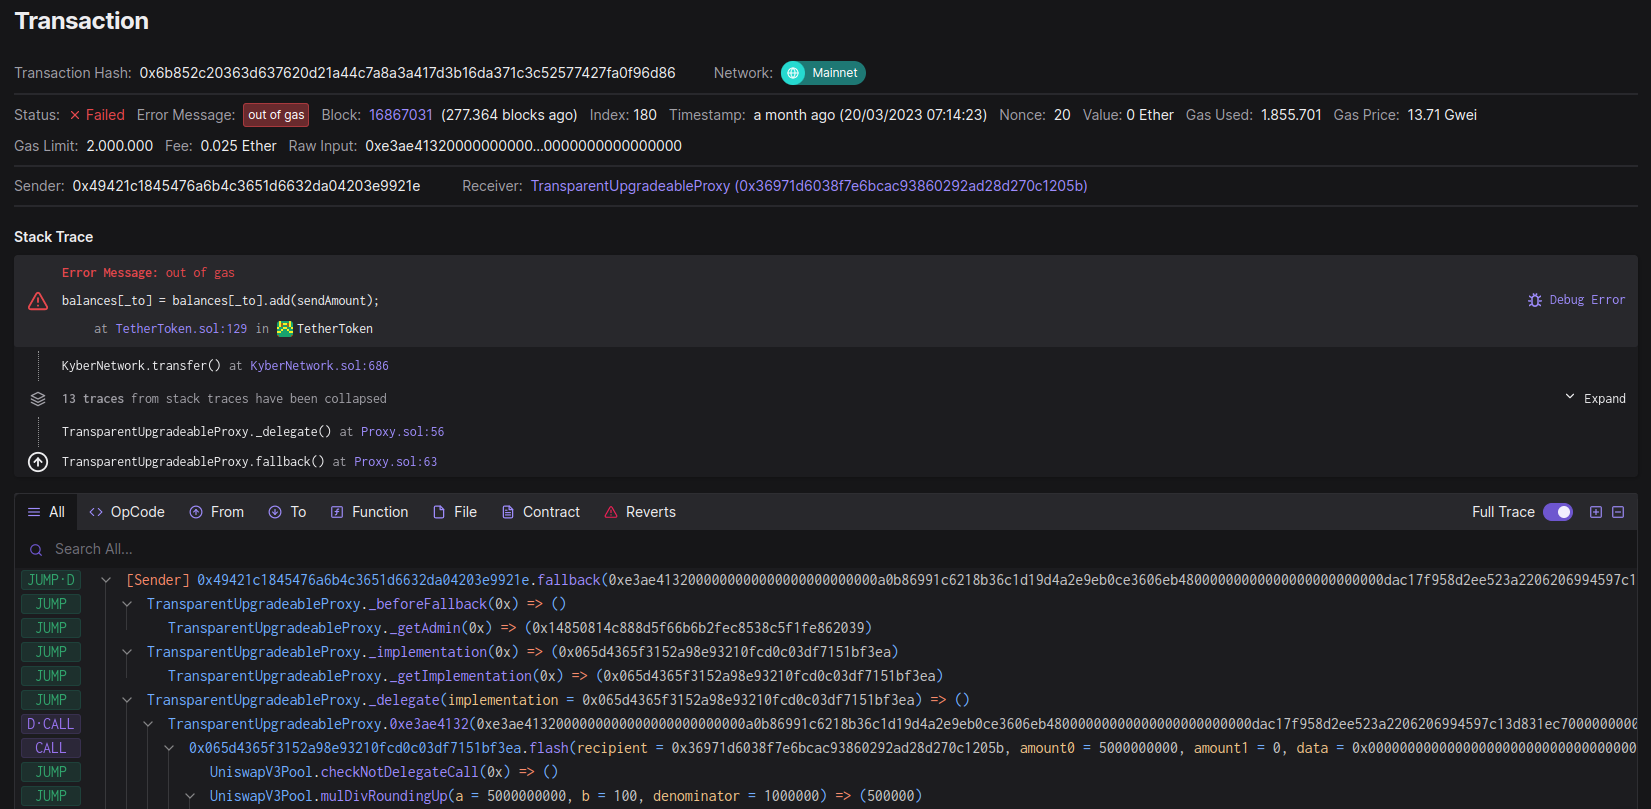 Transaction
Transaction Hash: 0x6b852c20363d637620d21a44c7a8a3a417d3b16da371c3c52577427fa0f96d86 Network: Mainnet
Status: × Failed Error Message: out of gas Block: 16867031 (277.364 blocks ago) Index: 180 Timestamp: a month ago (20/03/2023 07:14:23) Nonce: 20 Value: 0 Ether Gas Used: 1.855.701 Gas Price: 13.71 Gwei
Gas Limit: 2.000.000 Fee: 0.025 Ether Raw Input: 0xe3ae41320000000000...0000000000000000
Sender: 0x49421c1845476a6b4c3651d6632da04203e9921e Receiver: TransparentUpgradeableProxy (0x36971d6038f7e6bcac93860292ad28d270c1205b)
Stack Trace
Error Message: out of gas
balances[_to] = balances[_to].add(sendAmount);
Debug Error
at TetherToken.sol:129 in TetherToken
KyberNetwork.transfer() at KyberNetwork.sol:686
13 traces from stack traces have been collapsed Expand
TransparentUpgradeableProxy._delegate() at Proxy.sol:56
TransparentUpgradeableProxy.fallback() at Proxy.sol:63
All OpCode From To Function File Contract Reverts Full Trace
Search All...
JUMP·D [Sender] 0x49421c1845476a6b4c3651d6632da04203e9921e.fallback(0xe3ae4132000000000000000000000000a0b86991c6218b36c1d19d4a2e9eb0ce3606eb48000000000000000000000000dac17f958d2ee523a2206206994597c1
JUMP TransparentUpgradeableProxy._beforeFallback(0x) => ()
JUMP TransparentUpgradeableProxy._getAdmin(0x) => (0x14850814c888d5f66b6b2fec8538c5f1fe862039)
JUMP TransparentUpgradeableProxy._implementation(0x) => (0x065d4365f3152a98e93210fcd0c03df7151bf3ea)
JUMP TransparentUpgradeableProxy._getImplementation(0x) => (0x065d4365f3152a98e93210fcd0c03df7151bf3ea)
JUMP TransparentUpgradeableProxy._delegate(implementation = 0x065d4365f3152a98e93210fcd0c03df7151bf3ea) => ()
D·CALL TransparentUpgradeableProxy.0xe3ae4132(0xe3ae4132000000000000000000000000a0b86991c6218b36c1d19d4a2e9eb0ce3606eb48000000000000000000000000dac17f958d2ee523a2206206994597c13d831ec7000000000
CALL 0x065d4365f3152a98e93210fcd0c03df7151bf3ea.flash(recipient = 0x36971d6038f7e6bcac93860292ad28d270c1205b, amount0 = 5000000000, amount1 = 0, data = 0x00000000000000000000000000000000
JUMP UniswapV3Pool.checkNotDelegateCall(0x) => ()
JUMP UniswapV3Pool.mulDivRoundingUp(a = 5000000000, b = 100, denominator = 1000000) => (500000)